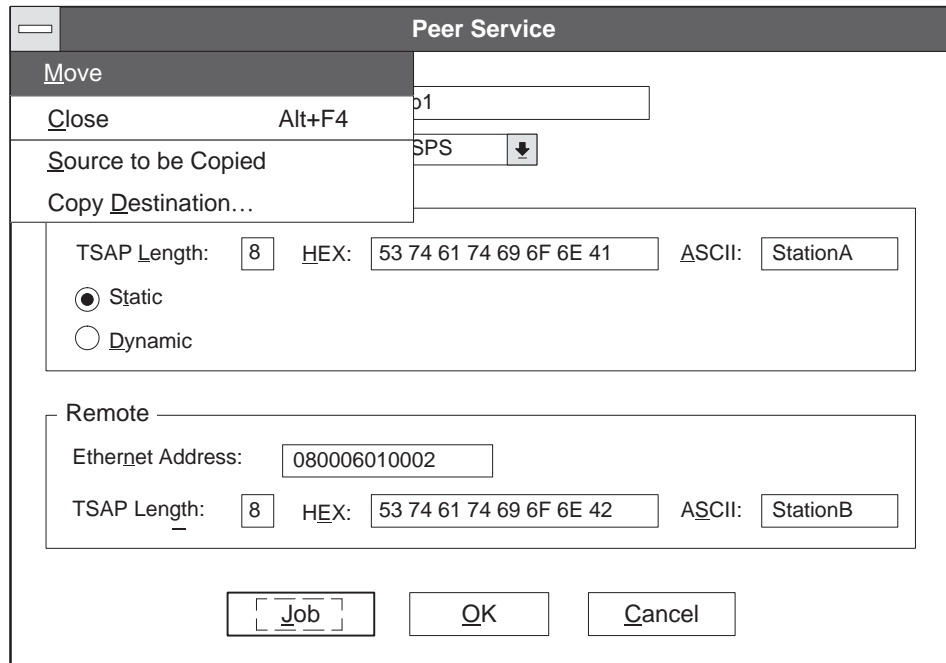 Peer Service
Move
Close Alt+F4
Source to be Copied
Copy Destination…
SPS
TSAP Length: 8 HEX: 53 74 61 74 69 6F 6E 41 ASCII: StationA
Static
Dynamic
Remote
Ethernet Address: 080006010002
TSAP Length: 8 HEX: 53 74 61 74 69 6F 6E 42 ASCII: StationB
Job OK Cancel